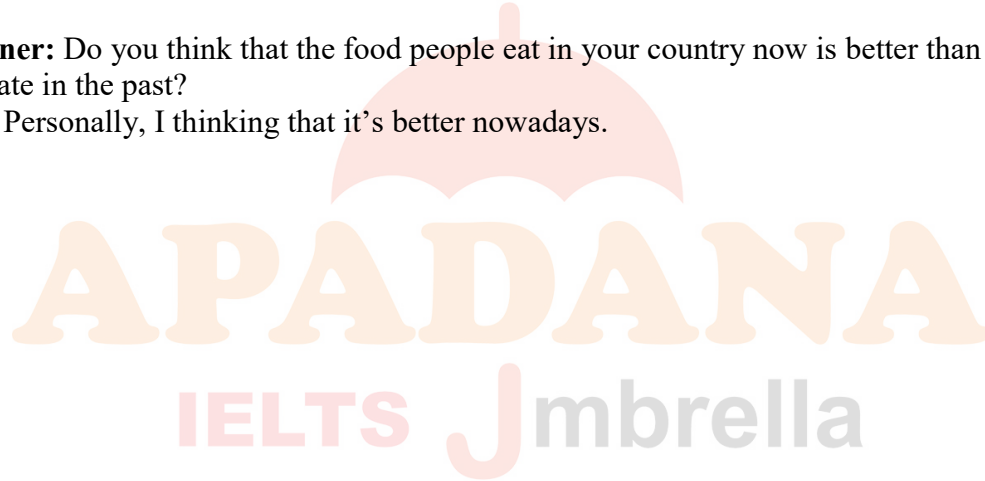 ner: Do you think that the food people eat in your country now is better than
ate in the past?
Personally, I thinking that it’s better nowadays.
APADANA
IELTS Jmbrella